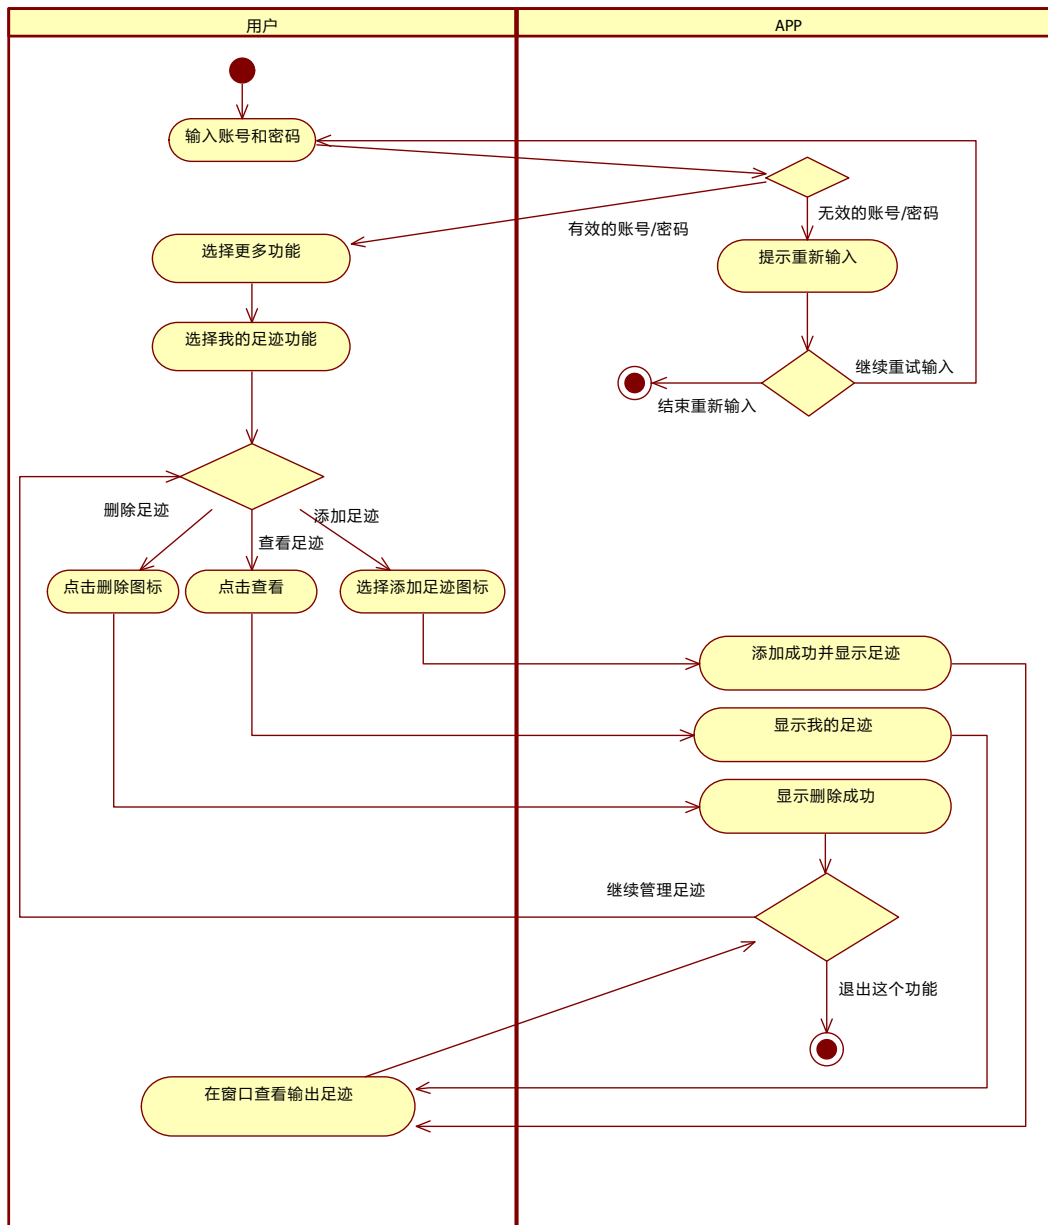 用户
APP
输入账号和密码
无效的账号/密码
有效的账号/密码
选择更多功能
提示重新输入
选择我的足迹功能
继续重试输入
结束重新输入
删除足迹
添加足迹
查看足迹
点击删除图标
点击查看
选择添加足迹图标
添加成功并显示足迹
显示我的足迹
显示删除成功
继续管理足迹
退出这个功能
在窗口查看输出足迹